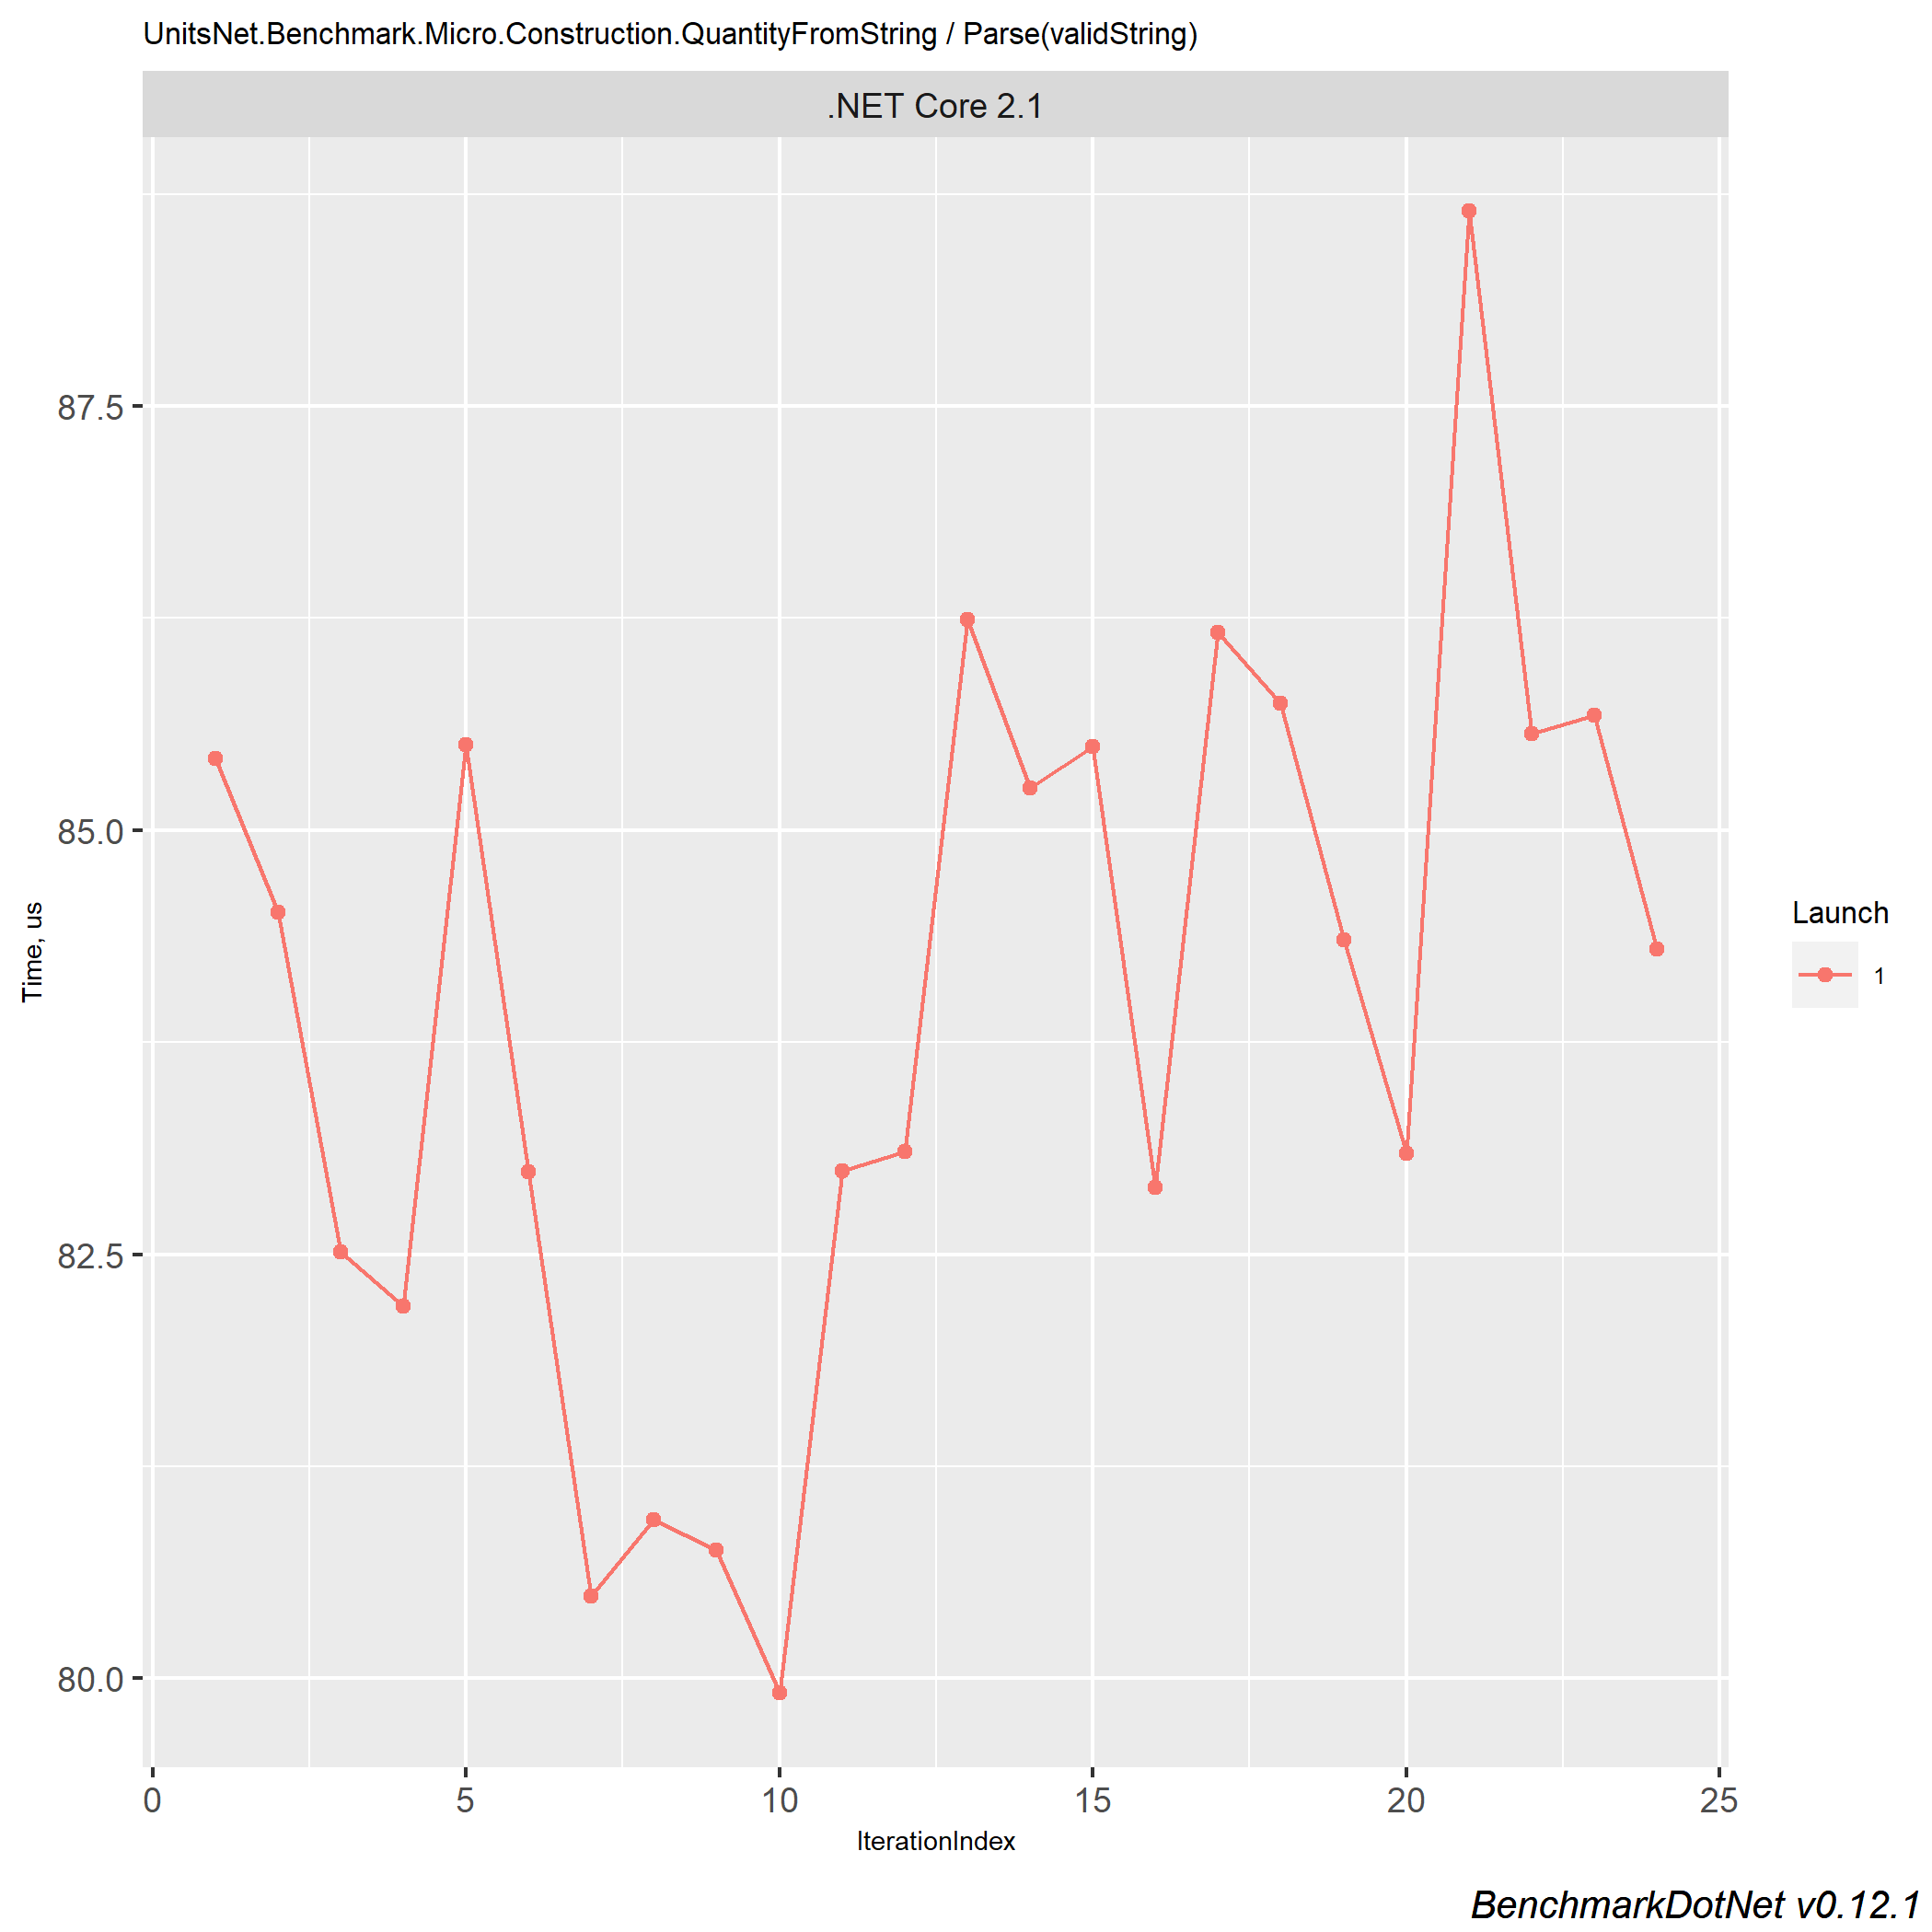 UnitsNet.Benchmark.Micro.Construction.QuantityFromString / Parse(validString)
.NET Core 2.1
87.5
85.0
82.5
80.0
Time, us
0 5 10 15 20 25
IterationIndex
Launch
1
BenchmarkDotNet v0.12.1